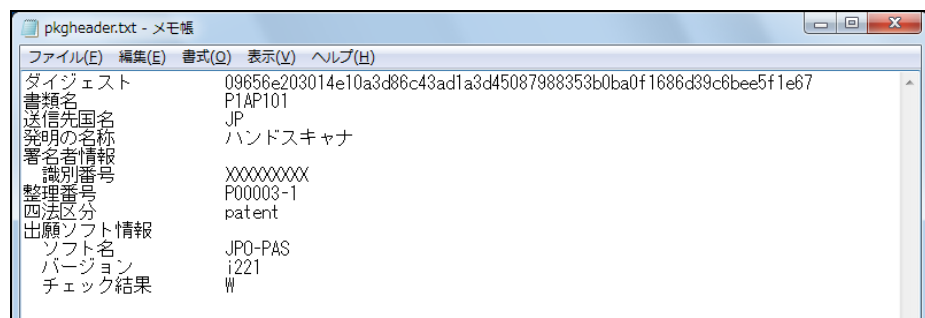 pkgheader.txt - メモ帳
ファイル(F) 編集(E) 書式(O) 表示(V) ヘルプ(H)
ダイジェスト 09656e203014e10a3d86c43ad1a3d45087988353b0ba0f1686d39c6bee5f1e67
書類名 P1AP101
送信先国名 JP
発明の名称 ハンドスキャナ
署名者情報
識別番号 XXXXXXXXX
整理番号 P00003-1
四法区分 patent
出願ソフト情報
ソフト名 JPO-PAS
バージョン i221
チェック結果 W